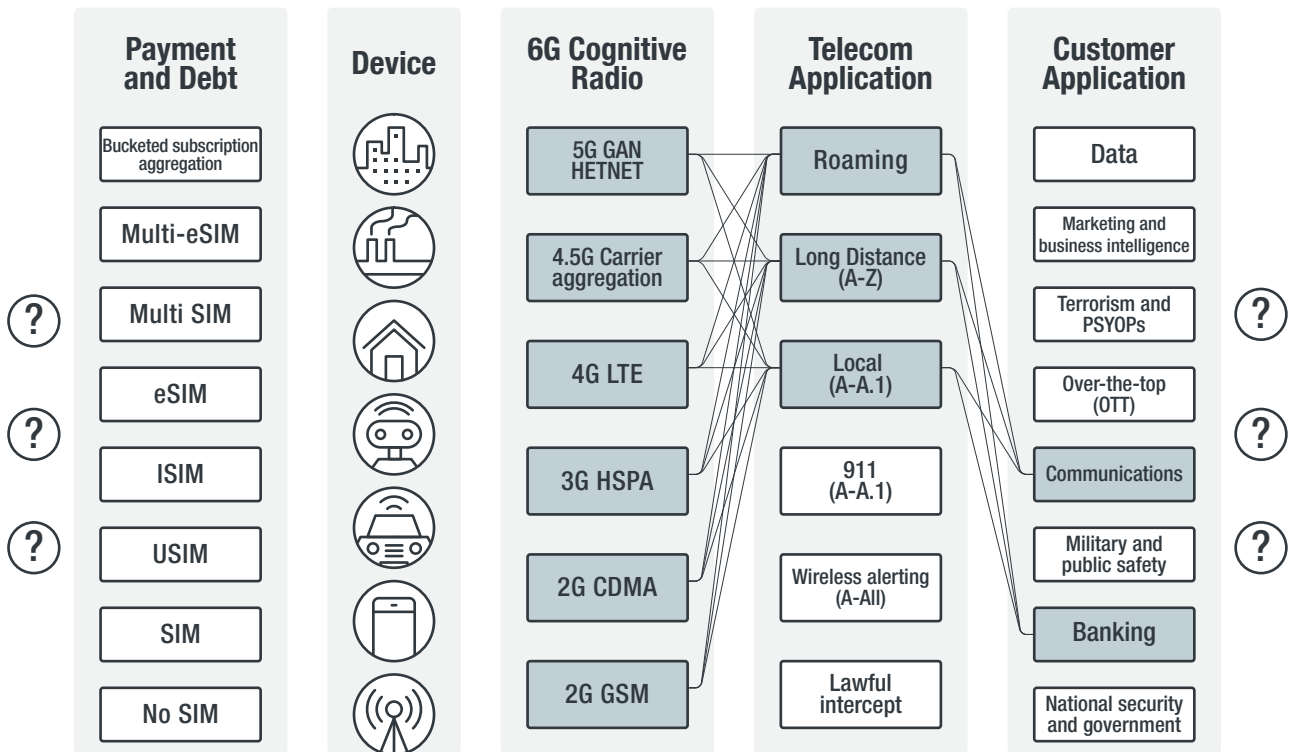 Payment
and Debt
Bucketed subscription
aggregation
Multi-eSIM
Multi SIM
eSIM
ISIM
USIM
SIM
No SIM
?
?
?
Device
6G Cognitive
Radio
5G GAN
HETNET
4.5G Carrier
aggregation
4G LTE
3G HSPA
2G CDMA
2G GSM
Telecom
Application
Roaming
Long Distance
(A-Z)
Local
(A-A.1)
911
(A-A.1)
Wireless alerting
(A-All)
Lawful
intercept
Customer
Application
Data
Marketing and
business intelligence
Terrorism and
PSYOPs
Over-the-top
(OTT)
Communications
Military and
public safety
Banking
National security
and government
?
?
?